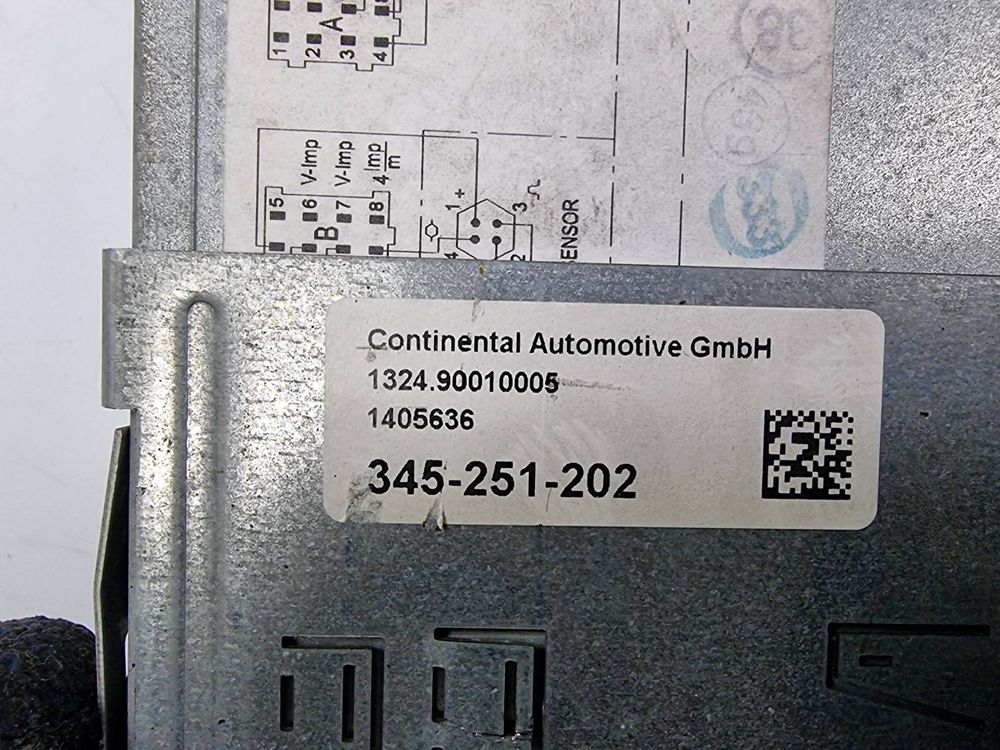 A
1 2 3 4
38
V-Imp
V-Imp
4 Imp/m
5 6 7 8
B
1 +
3
4
2
Continental Automotive GmbH
1324.90010005
1405636
345-251-202